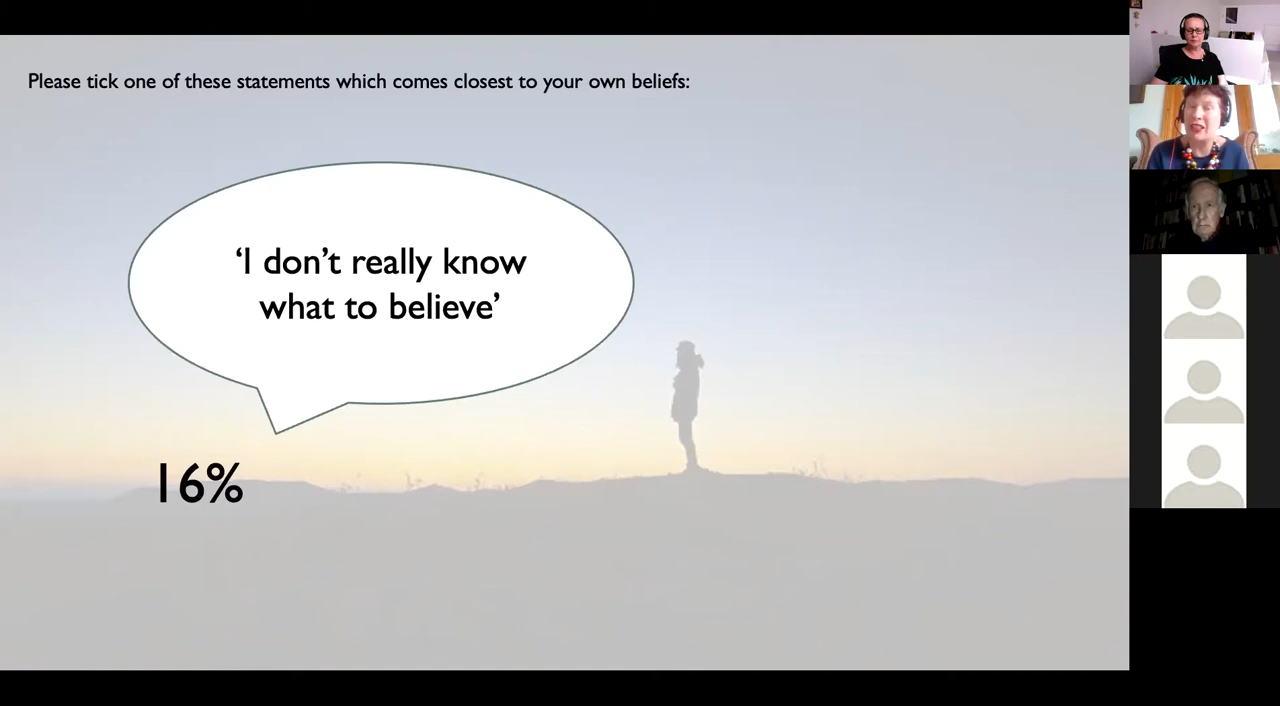 Please tick one of these statements which comes closest to your own beliefs:
‘I don’t really know
what to believe’
16%